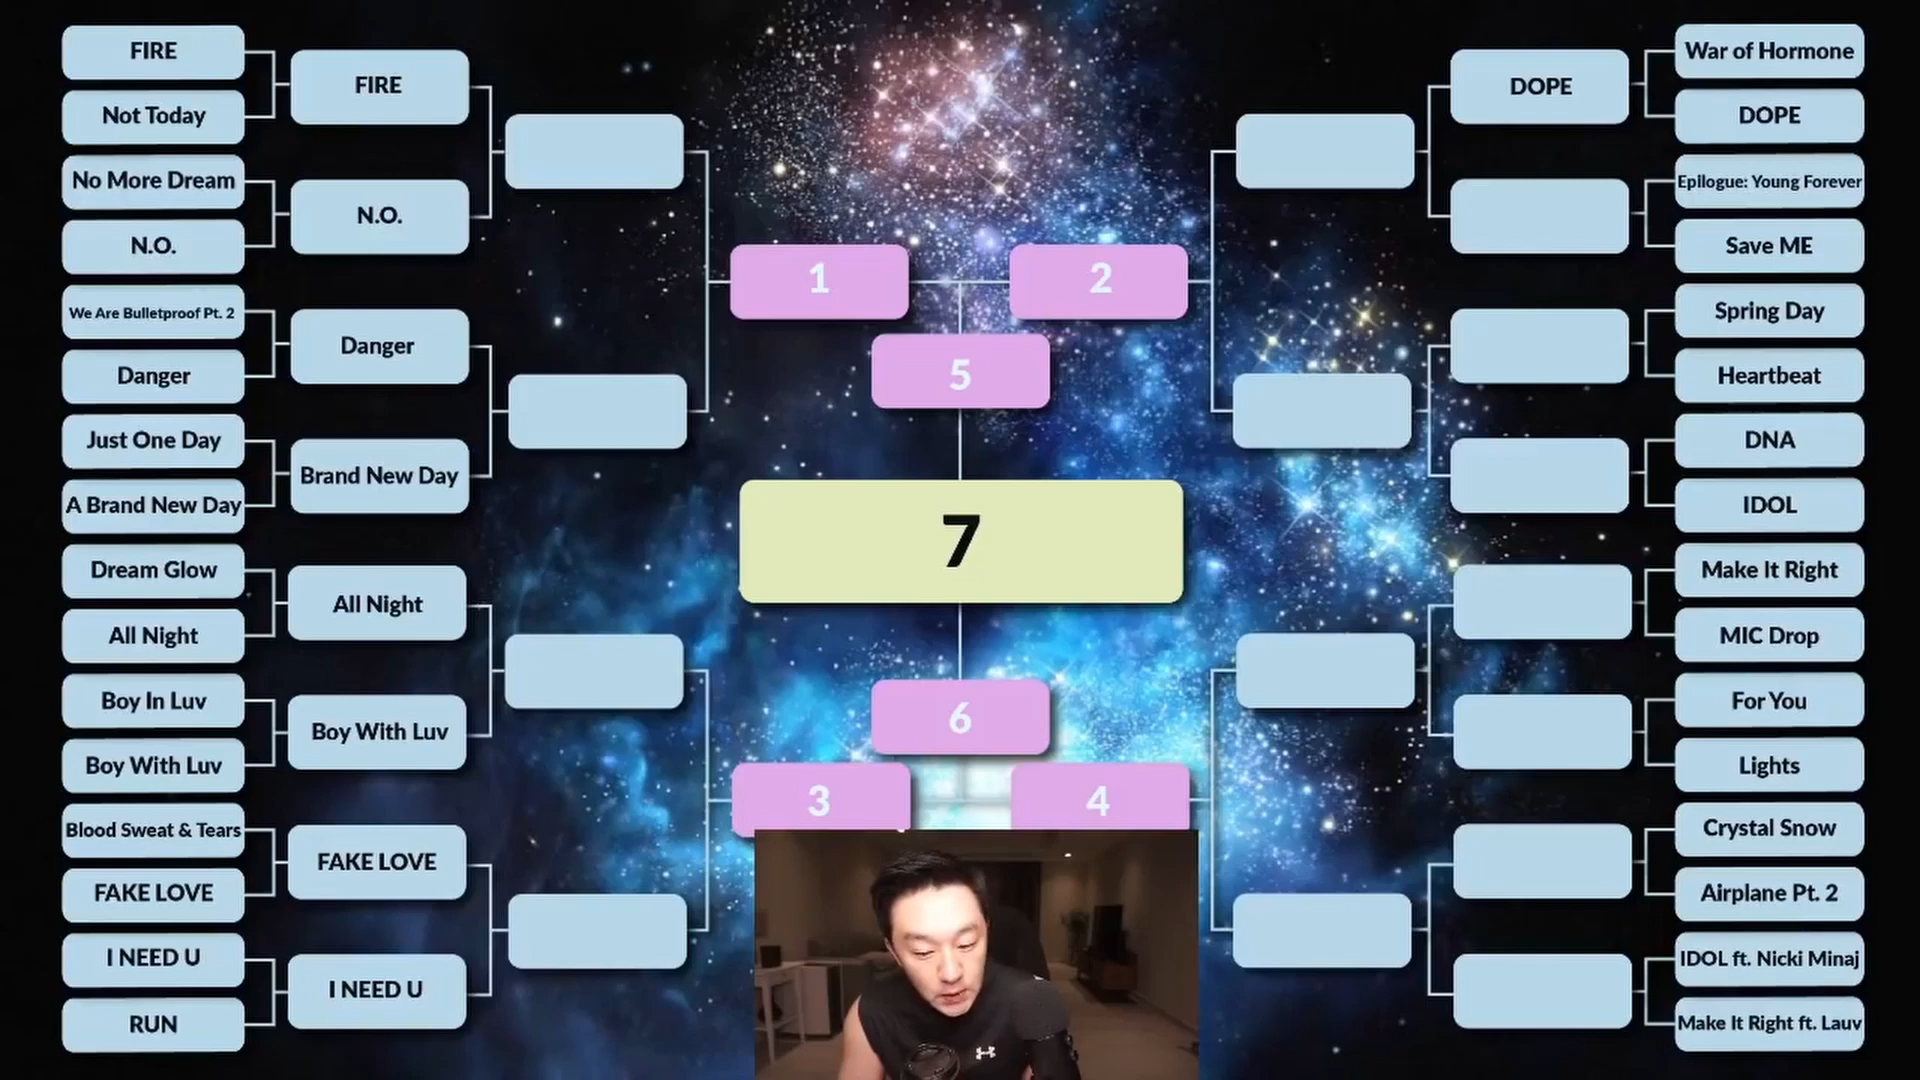 FIRE
Not Today
No More Dream
N.O.
We Are Bulletproof Pt. 2
Danger
Just One Day
A Brand New Day
Dream Glow
All Night
Boy In Luv
Boy With Luv
Blood Sweat & Tears
FAKE LOVE
I NEED U
RUN
FIRE
N.O.
Danger
Brand New Day
All Night
Boy With Luv
FAKE LOVE
I NEED U
1
2
5
7
6
3
4
DOPE
War of Hormone
DOPE
Epilogue: Young Forever
Save ME
Spring Day
Heartbeat
DNA
IDOL
Make It Right
MIC Drop
For You
Lights
Crystal Snow
Airplane Pt. 2
IDOL ft. Nicki Minaj
Make It Right ft. Lauv